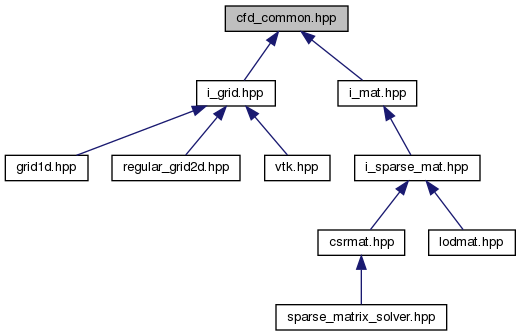 cfd_common.hpp
i_grid.hpp
i_mat.hpp
grid1d.hpp
regular_grid2d.hpp
vtk.hpp
i_sparse_mat.hpp
csrmat.hpp
lodmat.hpp
sparse_matrix_solver.hpp